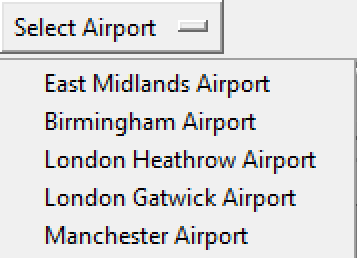 Select Airport
East Midlands Airport
Birmingham Airport
London Heathrow Airport
London Gatwick Airport
Manchester Airport